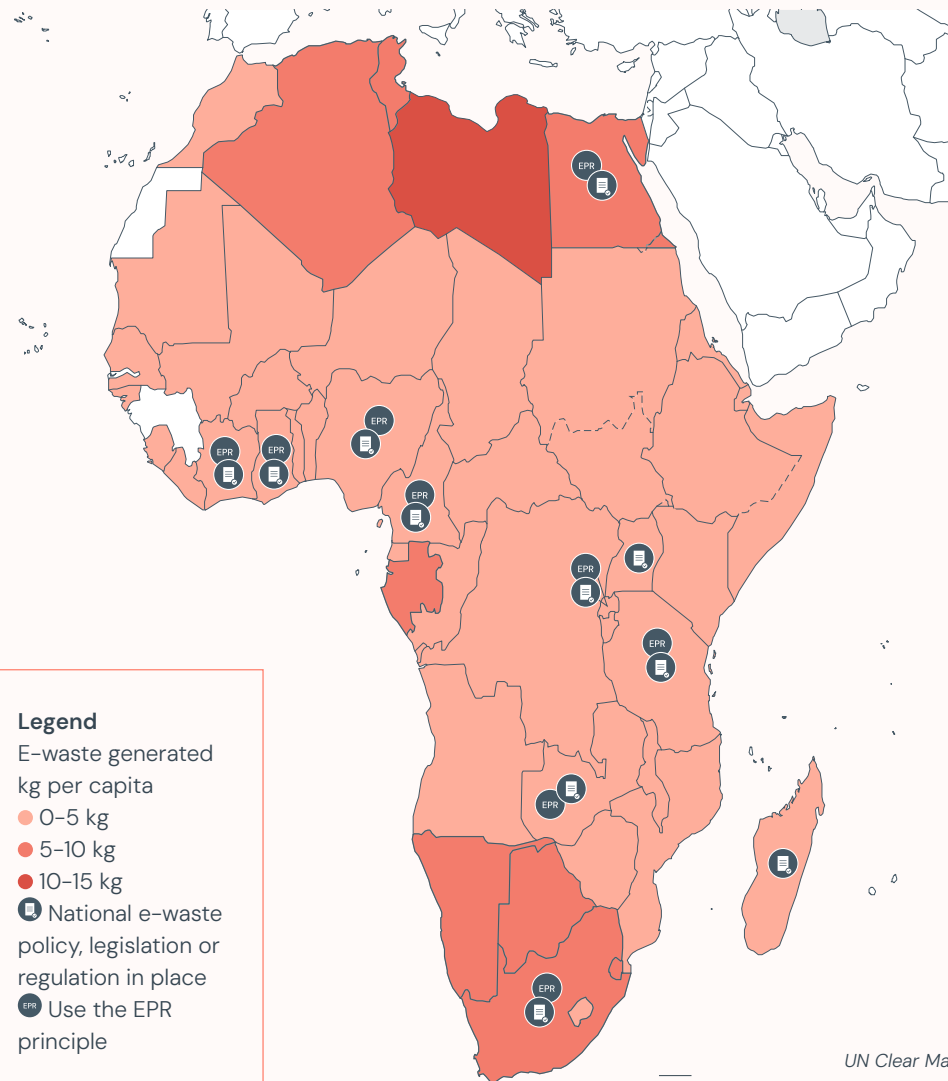 EPR
EPR
EPR
EPR
EPR
EPR
EPR
EPR
EPR
Legend
E-waste generated
kg per capita
0-5 kg
5-10 kg
10-15 kg
National e-waste
policy, legislation or
regulation in place
EPR Use the EPR
principle
UN Clear Ma